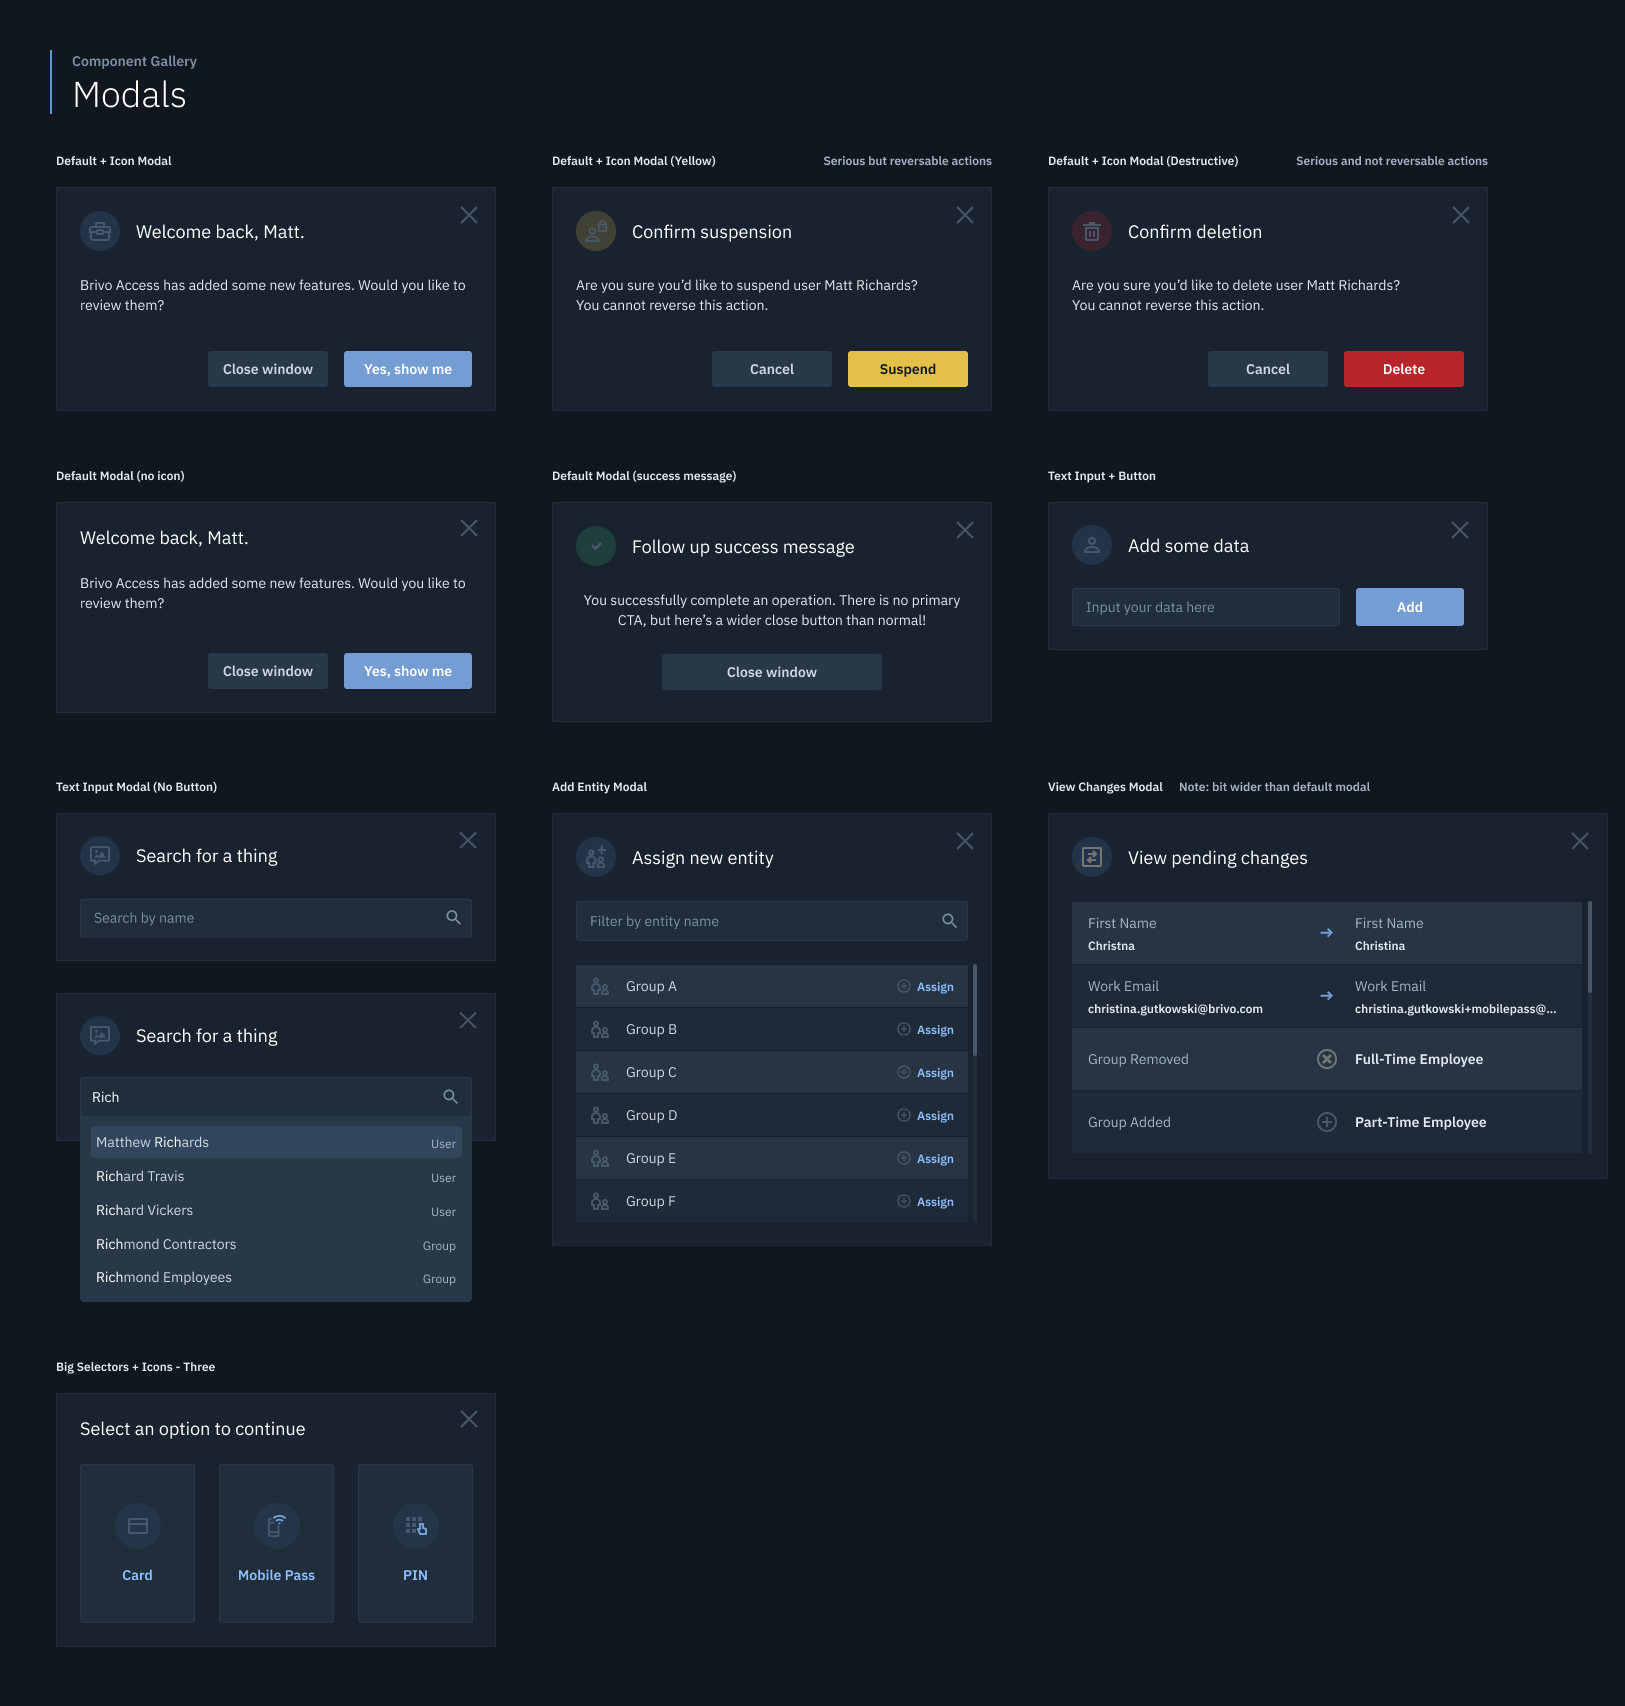 Component Gallery
Modals
Default + Icon Modal
Welcome back, Matt.
Brivo Access has added some new features. Would you like to
review them?
Close window
Yes, show me
Default + Icon Modal (Yellow)
Serious but reversable actions
Confirm suspension
Are you sure you’d like to suspend user Matt Richards?
You cannot reverse this action.
Cancel
Suspend
Default + Icon Modal (Destructive)
Serious and not reversable actions
Confirm deletion
Are you sure you’d like to delete user Matt Richards?
You cannot reverse this action.
Cancel
Delete
Default Modal (no icon)
Welcome back, Matt.
Brivo Access has added some new features. Would you like to
review them?
Close window
Yes, show me
Default Modal (success message)
Follow up success message
You successfully complete an operation. There is no primary
CTA, but here’s a wider close button than normal!
Close window
Text Input + Button
Add some data
Input your data here
Add
Text Input Modal (No Button)
Search for a thing
Search by name
Search for a thing
Rich
Matthew Richards User
Richard Travis User
Richard Vickers User
Richmond Contractors Group
Richmond Employees Group
Add Entity Modal
Assign new entity
Filter by entity name
Group A Assign
Group B Assign
Group C Assign
Group D Assign
Group E Assign
Group F Assign
View Changes Modal
Note: bit wider than default modal
View pending changes
First Name First Name
Christna Christina
Work Email Work Email
christina.gutkowski@brivo.com christina.gutkowski+mobilepass@...
Group Removed Full-Time Employee
Group Added Part-Time Employee
Big Selectors + Icons - Three
Select an option to continue
Card
Mobile Pass
PIN